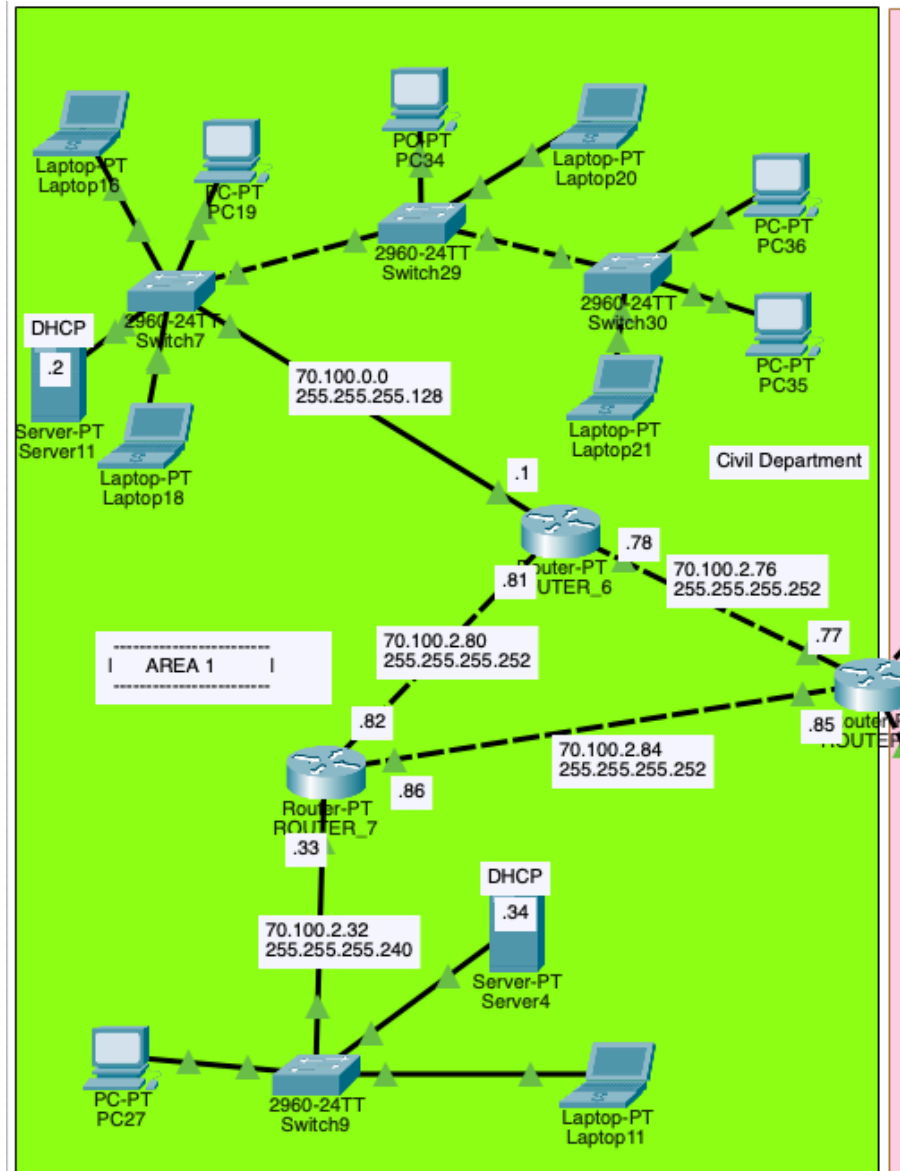 PC-PT
PC34
Laptop-PT
Laptop20
Laptop-PT
Laptop16
PC-PT
PC19
PC-PT
PC36
2960-24TT
Switch29
2960-24TT
Switch30
2960-24TT
Switch7
DHCP
.2
Server-PT
Server11
PC-PT
PC35
70.100.0.0
255.255.255.128
Laptop-PT
Laptop21
Laptop-PT
Laptop18
Civil Department
.1
Router-PT
.78
.81
70.100.2.76
255.255.255.252
70.100.2.80
255.255.255.252
.77
-----------------------
| AREA 1 |
-----------------------
.82
.85
70.100.2.84
255.255.255.252
.86
Router-PT
ROUTER_7
.33
DHCP
.34
70.100.2.32
255.255.255.240
Server-PT
Server4
PC-PT
PC27
2960-24TT
Switch9
Laptop-PT
Laptop11